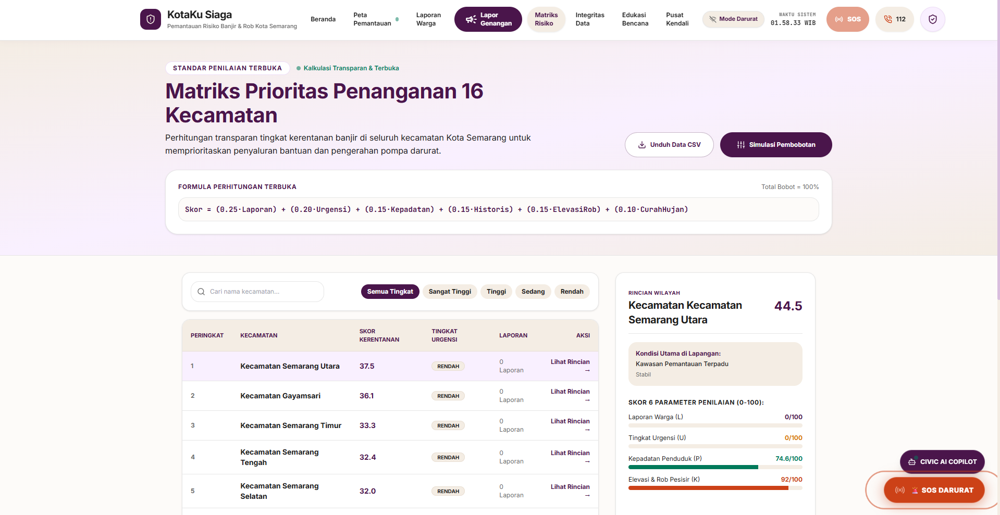 KotaKu Siaga
Pemantauan Risiko Banjir & Rob Kota Semarang
Beranda
Peta
Pemantauan
Laporan
Warga
Lapor
Genangan
Matriks
Risiko
Integritas
Data
Edukasi
Bencana
Pusat
Kendali
Mode Darurat
WAKTU SISTEM
01.58.33 WIB
SOS
112
STANDAR PENILAIAN TERBUKA
Kalkulasi Transparan & Terbuka
Matriks Prioritas Penanganan 16
Kecamatan
Perhitungan transparan tingkat kerentanan banjir di seluruh kecamatan Kota Semarang untuk
memprioritaskan penyaluran bantuan dan pengerahan pompa darurat.
Unduh Data CSV
Simulasi Pembobotan
FORMULA PERHITUNGAN TERBUKA
Total Bobot = 100%
Skor = (0.25·Laporan) + (0.20·Urgensi) + (0.15·Kepadatan) + (0.15·Historis) + (0.15·ElevasiRob) + (0.10·CurahHujan)
Cari nama kecamatan...
Semua Tingkat
Sangat Tinggi
Tinggi
Sedang
Rendah
PERINGKAT
KECAMATAN
SKOR
KERENTANAN
TINGKAT
URGENSI
LAPORAN
AKSI
1
Kecamatan Semarang Utara
37.5
RENDAH
0
Laporan
Lihat Rincian
→
2
Kecamatan Gayamsari
36.1
RENDAH
0
Laporan
Lihat Rincian
→
3
Kecamatan Semarang Timur
33.3
RENDAH
0
Laporan
Lihat Rincian
→
4
Kecamatan Semarang
Tengah
32.4
RENDAH
0
Laporan
Lihat Rincian
→
5
Kecamatan Semarang
Selatan
32.0
RENDAH
0
Laporan
Lihat Rincian
→
RINCIAN WILAYAH
Kecamatan Kecamatan
Semarang Utara
44.5
Kondisi Utama di Lapangan:
Kawasan Pemantauan Terpadu
Stabil
SKOR 6 PARAMETER PENILAIAN (0-100):
Laporan Warga (L)
0/100
Tingkat Urgensi (U)
0/100
Kepadatan Penduduk (P)
74.6/100
Elevasi & Rob Pesisir (K)
92/100
CIVIC AI COPILOT
SOS DARURAT